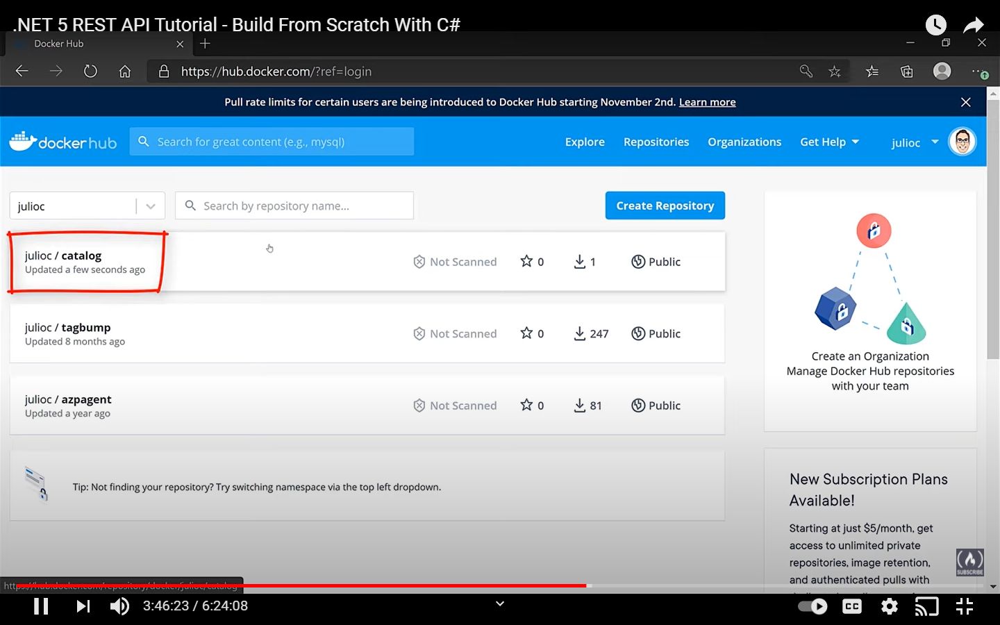 .NET 5 REST API Tutorial - Build From Scratch With C#
Docker Hub
https://hub.docker.com/?ref=login
Pull rate limits for certain users are being introduced to Docker Hub starting November 2nd. Learn more
docker hub
Search for great content (e.g., mysql)
Explore
Repositories
Organizations
Get Help
julioc
julioc
Search by repository name...
Create Repository
julioc / catalog
Updated a few seconds ago
Not Scanned
0
1
Public
julioc / tagbump
Updated 8 months ago
Not Scanned
0
247
Public
julioc / azpagent
Updated a year ago
Not Scanned
0
81
Public
Tip: Not finding your repository? Try switching namespace via the top left dropdown.
Create an Organization
Manage Docker Hub repositories
with your team
New Subscription Plans
Available!
Starting at just $5/month, get
access to unlimited private
repositories, image retention,
and authenticated pulls with
SUBSCRIBE
https://hub.docker.com/repository/docker/julioc/catalog
3:46:23 / 6:24:08
CC